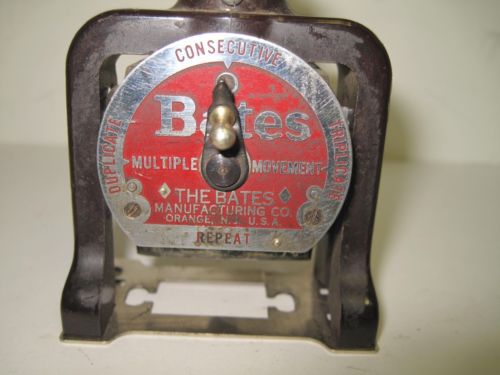 CONSECUTIVE
DUPLICATE
TRIPLICATE
Bates
MULTIPLE MOVEMENT
THE BATES
MANUFACTURING CO.
ORANGE, N.J. U.S.A.
REPEAT